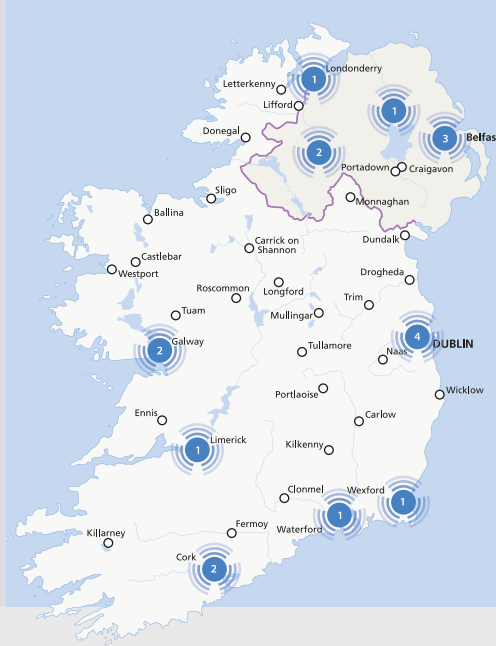 1
Londonderry
Letterkenny
Lifford
1
Donegal
3
Belfas
2
Portadown
Craigavon
Sligo
Monnaghan
Ballina
Dundalk
Carrick on
Shannon
Castlebar
Westport
Drogheda
Roscommon
Longford
Trim
Tuam
Mullingar
4
DUBLIN
2
Galway
Tullamore
Naas
Portlaoise
Wicklow
Ennis
Carlow
1
Limerick
Kilkenny
Clonmel
Wexford
1
1
Waterford
Fermoy
Killarney
Cork
2